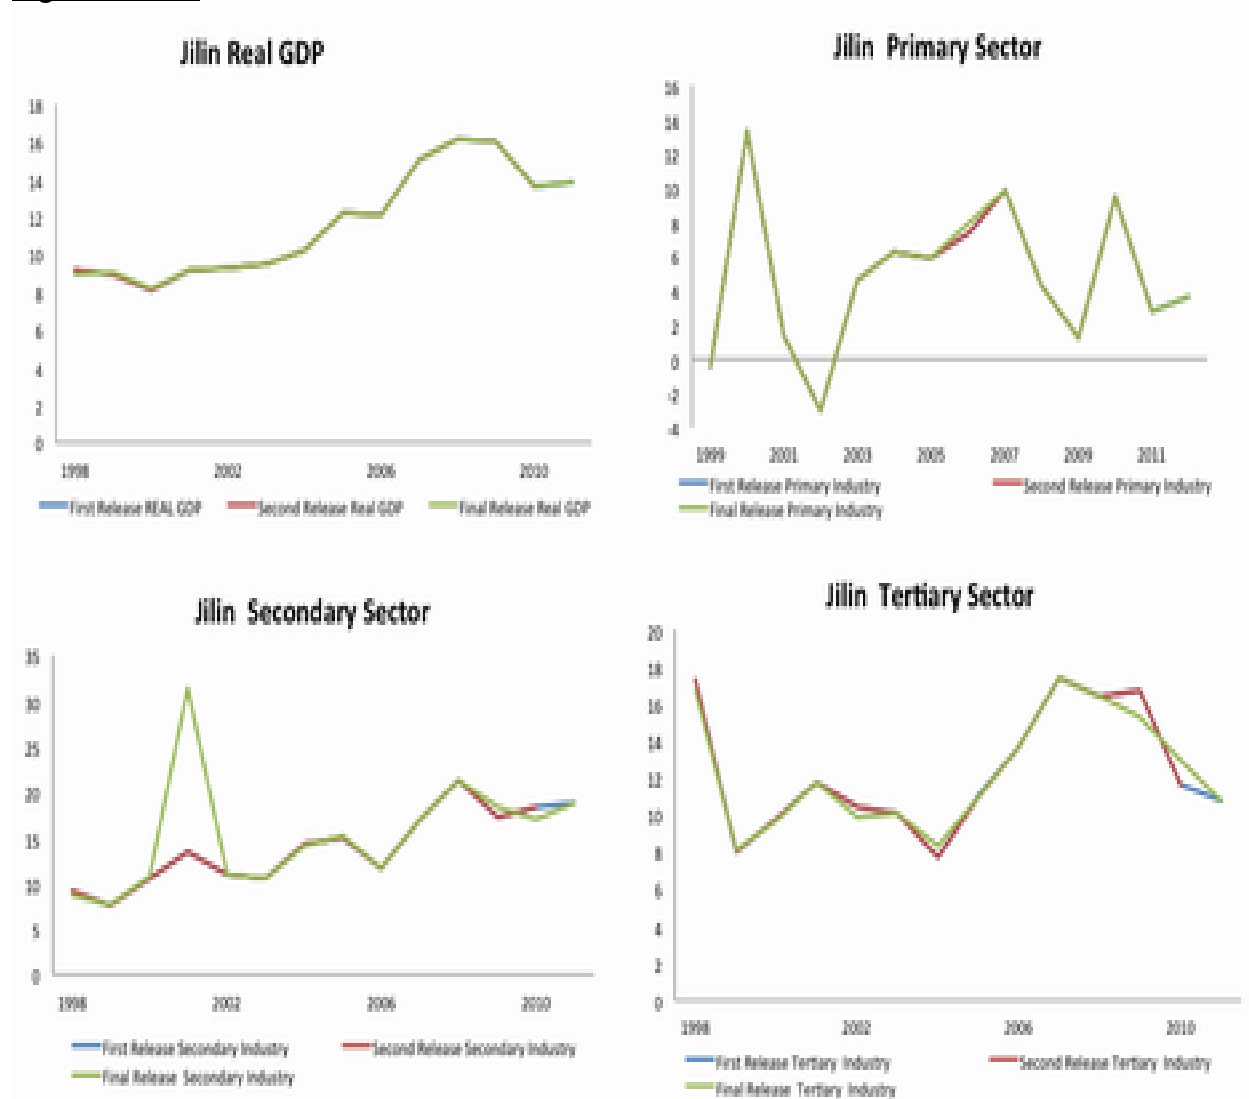 Jilin Real GDP
18
16
14
12
10
8
6
4
2
0
1998 2002 2006 2010
First Release REAL GDP Second Release Real GDP Final Release Real GDP
Jilin Primary Sector
16
14
12
10
8
6
4
2
0
-2
-4
1999 2001 2003 2005 2007 2009 2011
First Release Primary Industry Second Release Primary Industry
Final Release Primary Industry
Jilin Secondary Sector
35
30
25
20
15
10
5
0
1998 2002 2006 2010
First Release Secondary Industry Second Release Secondary Industry
Final Release Secondary Industry
Jilin Tertiary Sector
20
18
16
14
12
10
8
6
4
2
0
1998 2002 2006 2010
First Release Tertiary Industry Second Release Tertiary Industry
Final Release Tertiary Industry